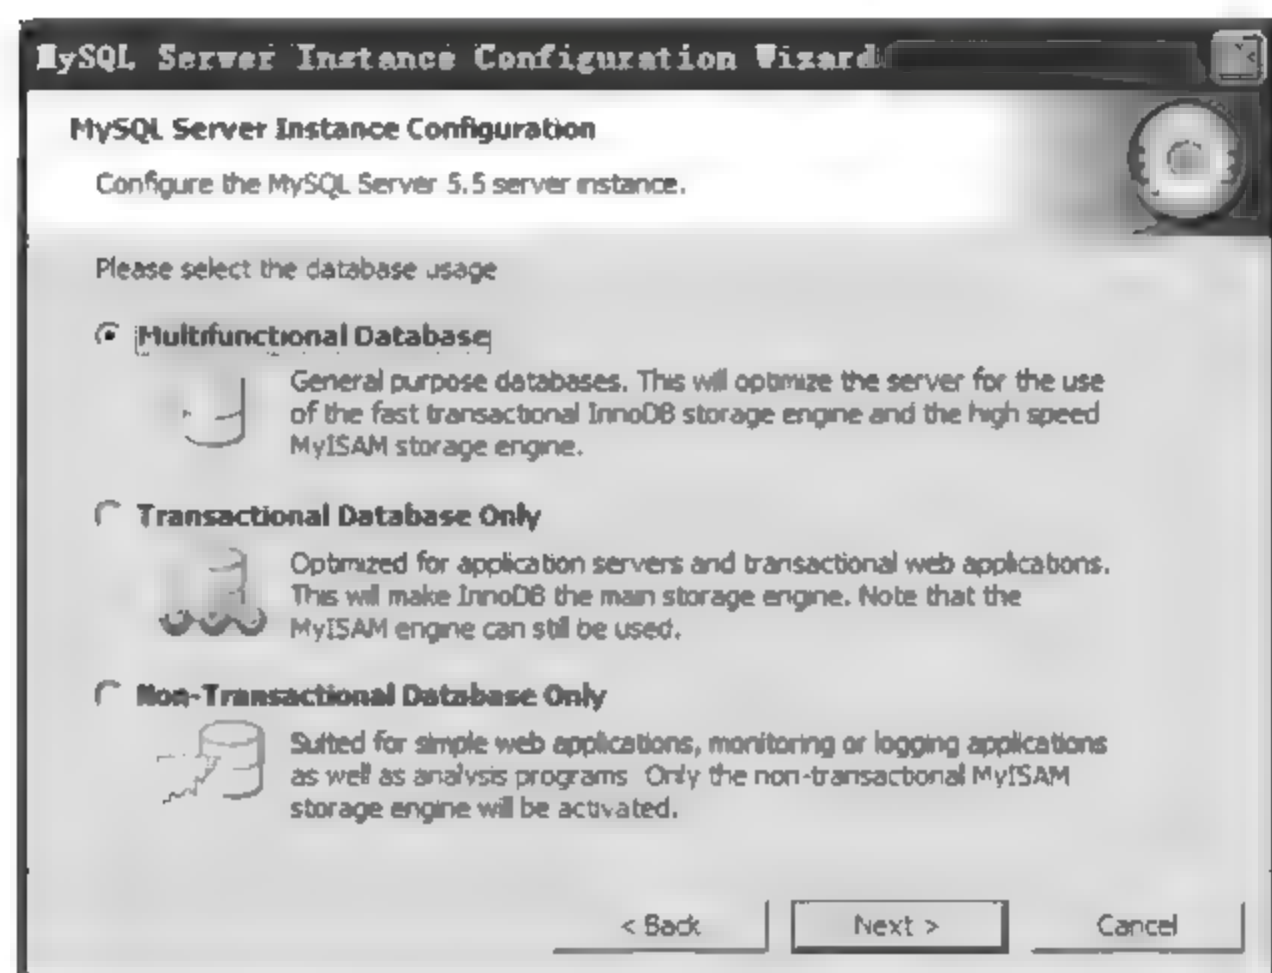 MySQL Server Instance Configuration Wizard
MySQL Server Instance Configuration
Configure the MySQL Server 5.5 server instance.
Please select the database usage
Multifunctional Database
General purpose databases. This will optimize the server for the use
of the fast transactional InnoDB storage engine and the high speed
MyISAM storage engine.
Transactional Database Only
Optimized for application servers and transactional web applications.
This will make InnoDB the main storage engine. Note that the
MyISAM engine can still be used.
Non-Transactional Database Only
Suited for simple web applications, monitoring or logging applications
as well as analysis programs. Only the non-transactional MyISAM
storage engine will be activated.
< Back
Next >
Cancel